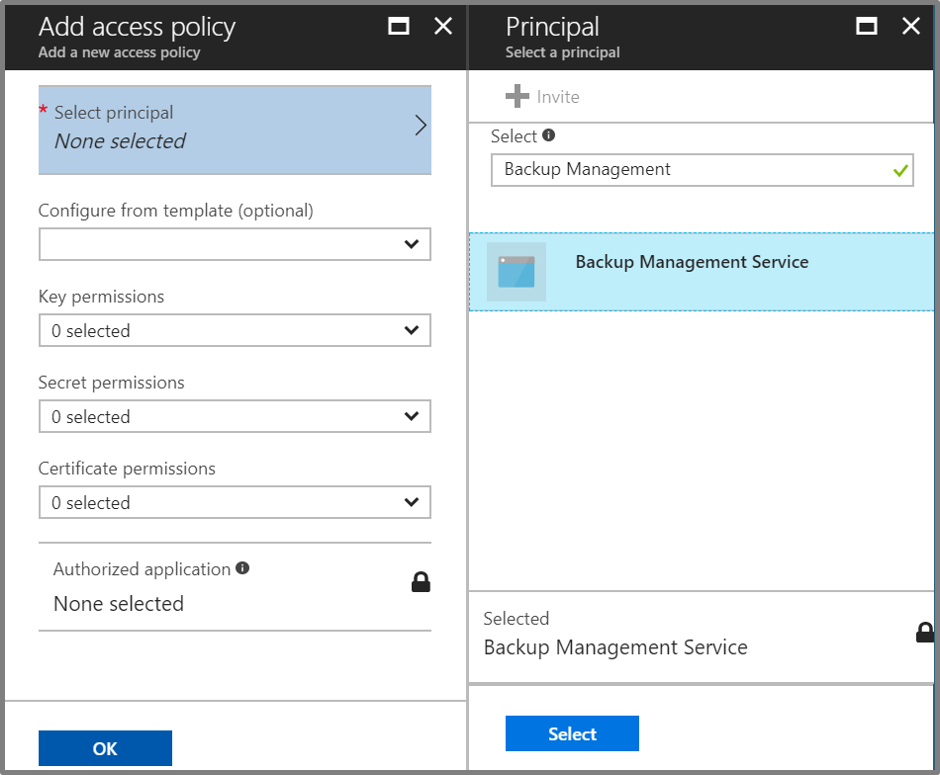 Add access policy
Add a new access policy
* Select principal
None selected
Configure from template (optional)
Key permissions
0 selected
Secret permissions
0 selected
Certificate permissions
0 selected
Authorized application
None selected
OK
Principal
Select a principal
Invite
Select
Backup Management
Backup Management Service
Selected
Backup Management Service
Select